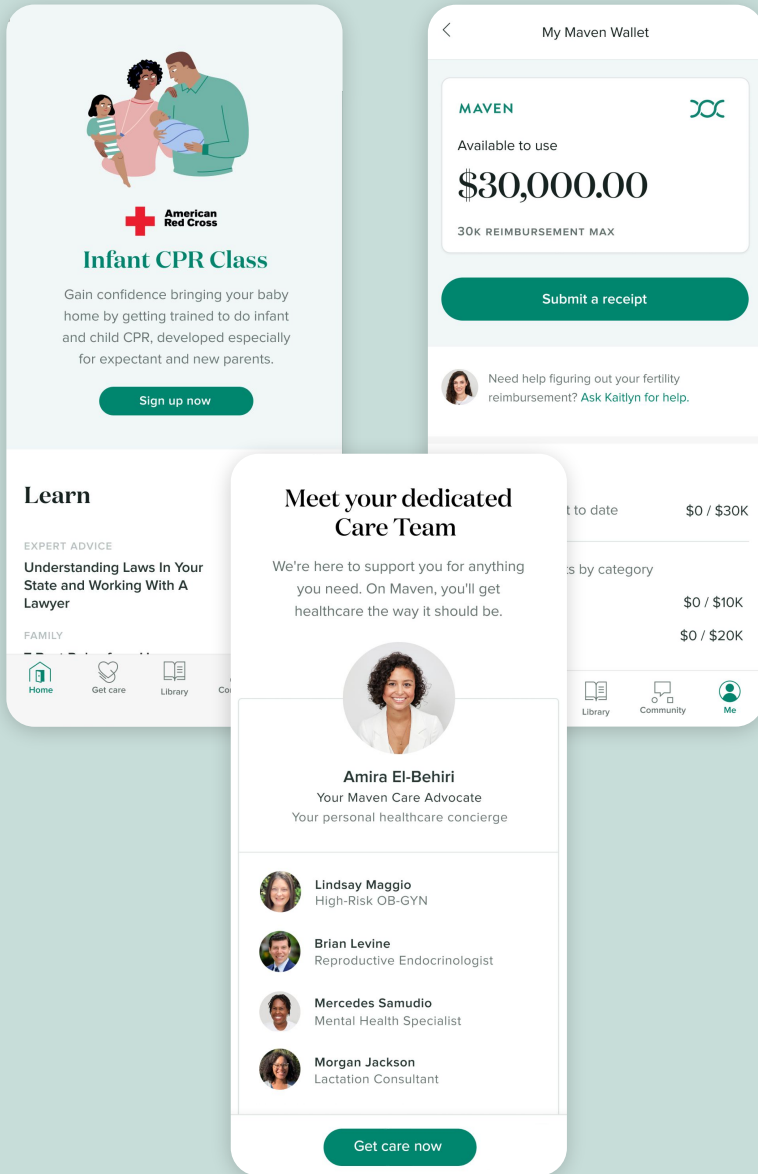 American
Red Cross
Infant CPR Class
Gain confidence bringing your baby
home by getting trained to do infant
and child CPR, developed especially
for expectant and new parents.
Sign up now
Learn
EXPERT ADVICE
Understanding Laws In Your
State and Working With A
Lawyer
FAMILY
Home
Get care
Library
My Maven Wallet
MAVEN
Available to use
$30,000.00
30K REIMBURSEMENT MAX
Submit a receipt
Need help figuring out your fertility
reimbursement? Ask Kaitlyn for help.
to date $0 / $30K
by category
$0 / $10K
$0 / $20K
Library
Community
Me
Meet your dedicated
Care Team
We're here to support you for anything
you need. On Maven, you'll get
healthcare the way it should be.
Amira El-Behiri
Your Maven Care Advocate
Your personal healthcare concierge
Lindsay Maggio
High-Risk OB-GYN
Brian Levine
Reproductive Endocrinologist
Mercedes Samudio
Mental Health Specialist
Morgan Jackson
Lactation Consultant
Get care now